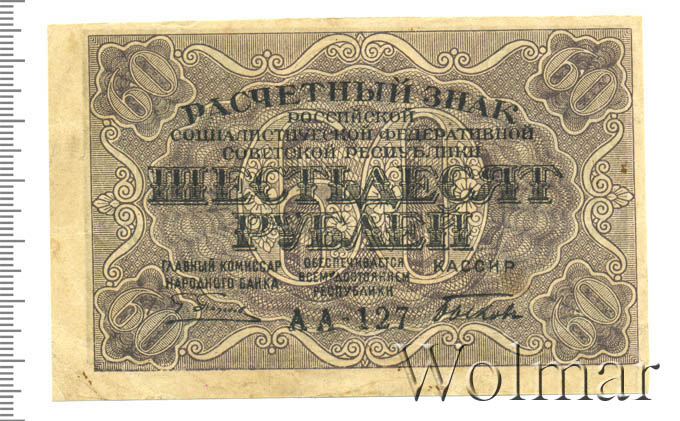 60 60
РАСЧЕТНЫЙ ЗНАК
РОССИЙСКОЙ
СОЦИАЛИСТИЧЕСКОЙ ФЕДЕРАТИВНОЙ
СОВЕТСКОЙ РЕСПУБЛИКИ
ШЕСТЬДЕСЯТ
РУБЛЕЙ
60
ГЛАВНЫЙ КОМИССАР
НАРОДНОГО БАНКА
ОБЕСПЕЧИВАЕТСЯ
ВСЕМ ДОСТОЯНИЕМ
РЕСПУБЛИКИ
КАССИР
АА-127
60 60
Wolmar